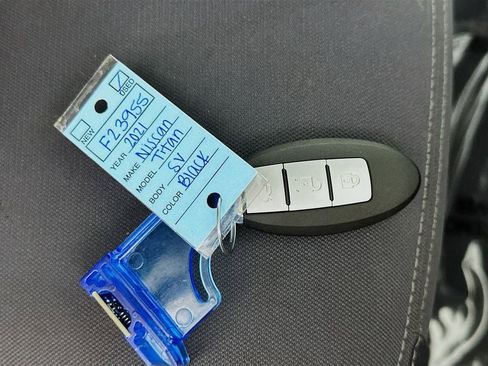 NEW ✓ USED
F23955
YEAR 2021
MAKE Nissan
MODEL Titan
BODY SV
COLOR Black